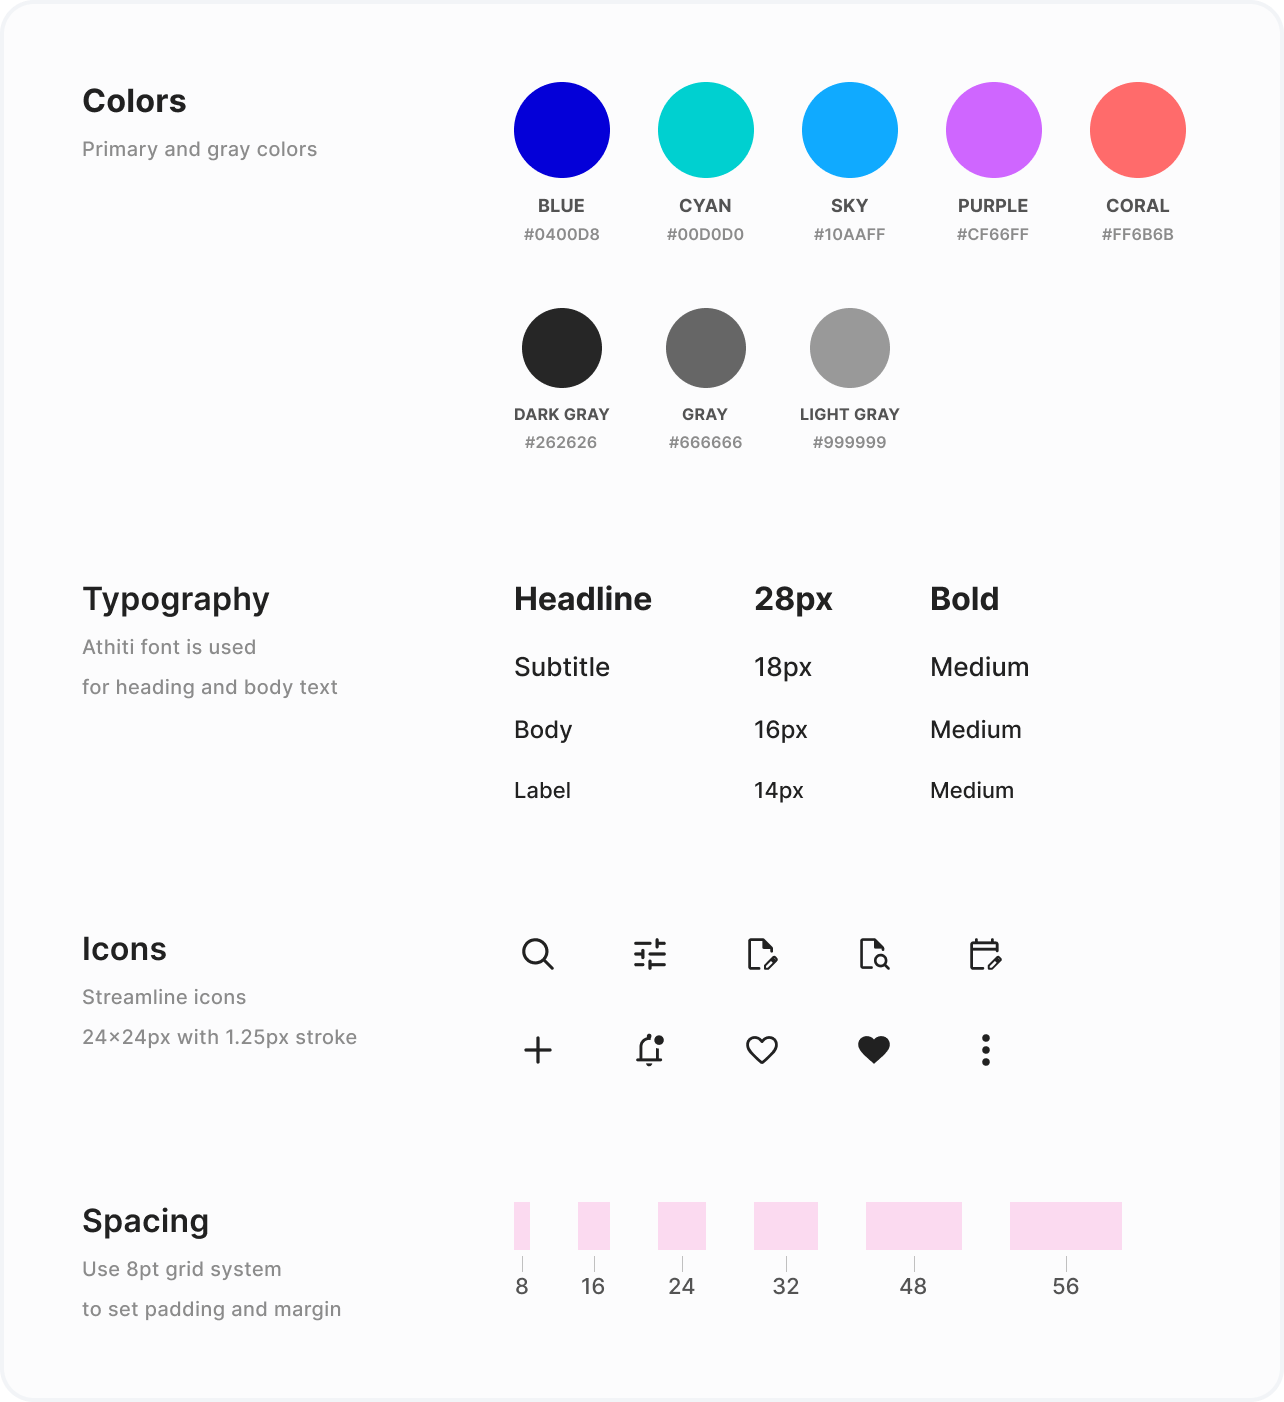 Colors
Primary and gray colors
BLUE CYAN SKY PURPLE CORAL
#0400D8 #00D0D0 #10AAFF #CF66FF #FF6B6B
DARK GRAY GRAY LIGHT GRAY
#262626 #666666 #999999
Typography
Athiti font is used
for heading and body text
Headline 28px Bold
Subtitle 18px Medium
Body 16px Medium
Label 14px Medium
Icons
Streamline icons
24×24px with 1.25px stroke
Spacing
Use 8pt grid system
to set padding and margin
8 16 24 32 48 56